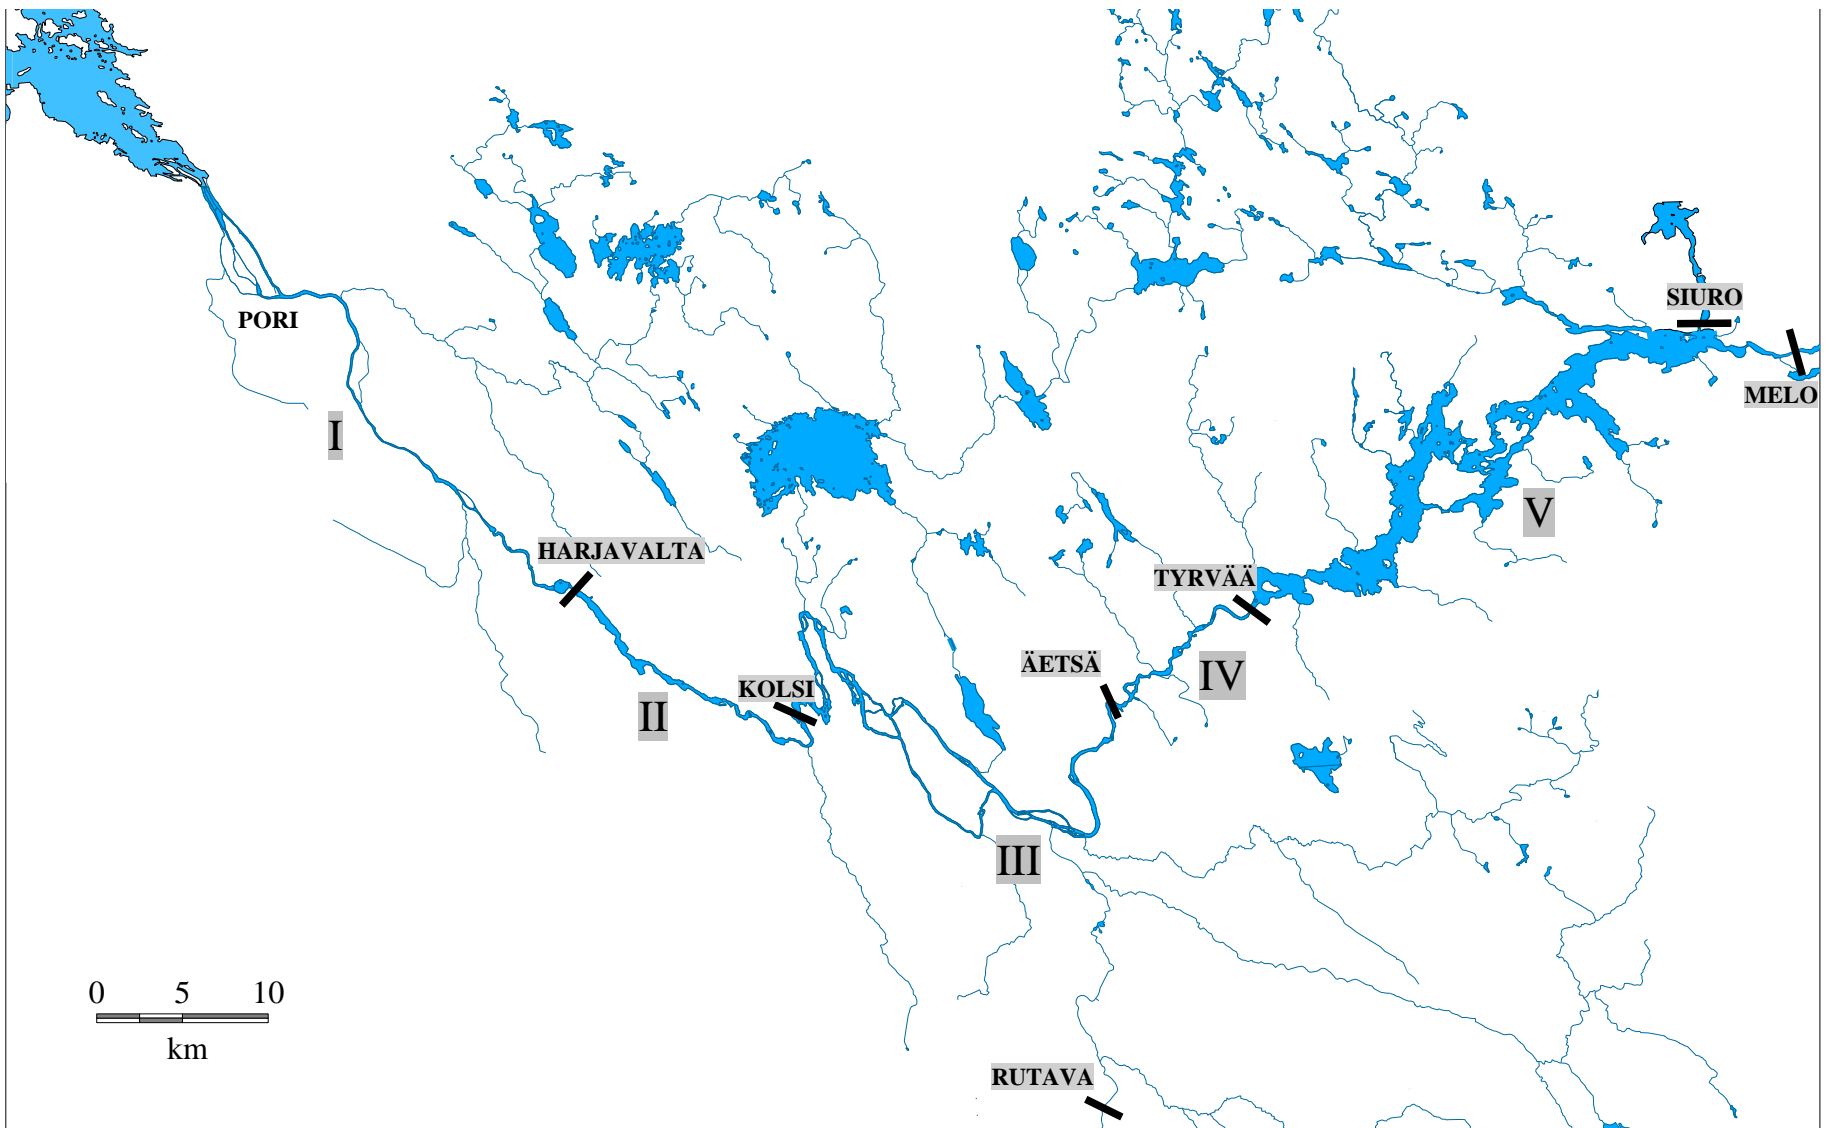 SIURO
PORI
MELO
I
V
HARJAVALTA
TYRVÄÄ
ÄETSÄ
IV
KOLSI
II
III
0 5 10
km
RUTAVA